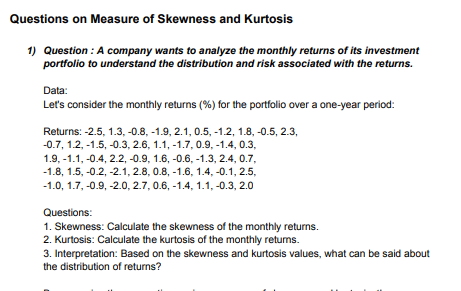 Questions on Measure of Skewness and Kurtosis
1) Question : A company wants to analyze the monthly returns of its investment
portfolio to understand the distribution and risk associated with the returns.
Data:
Let's consider the monthly returns (%) for the portfolio over a one-year period:
Returns: -2.5, 1.3, -0.8, -1.9, 2.1, 0.5, -1.2, 1.8, -0.5, 2.3,
-0.7, 1.2, -1.5, -0.3, 2.6, 1.1, -1.7, 0.9, -1.4, 0.3,
1.9, -1.1, -0.4, 2.2, -0.9, 1.6, -0.6, -1.3, 2.4, 0.7,
-1.8, 1.5, -0.2, -2.1, 2.8, 0.8, -1.6, 1.4, -0.1, 2.5,
-1.0, 1.7, -0.9, -2.0, 2.7, 0.6, -1.4, 1.1, -0.3, 2.0
Questions:
1. Skewness: Calculate the skewness of the monthly returns.
2. Kurtosis: Calculate the kurtosis of the monthly returns.
3. Interpretation: Based on the skewness and kurtosis values, what can be said about
the distribution of returns?